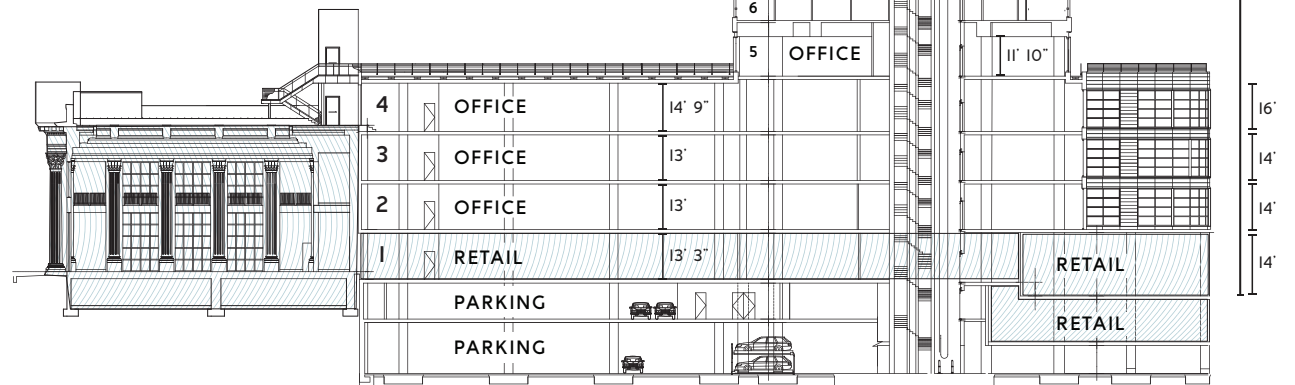 6
5 OFFICE 11' 10"
4 OFFICE 14' 9" 16'
3 OFFICE 13' 14'
2 OFFICE 13' 14'
1 RETAIL 13' 3" RETAIL 14'
PARKING
RETAIL
PARKING